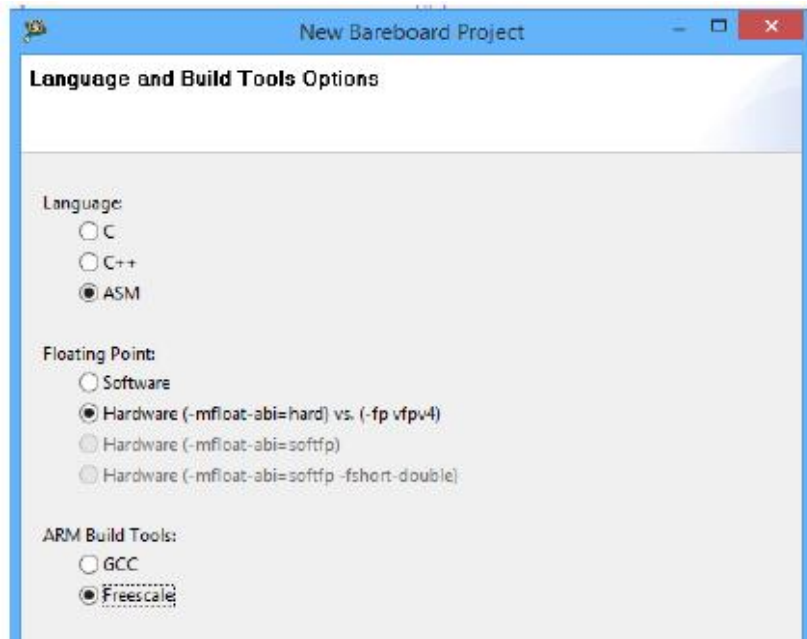 New Bareboard Project
Language and Build Tools Options
Language:
C
C++
ASM
Floating Point:
Software
Hardware (-mfloat-abi=hard) vs. (-fp vfpv4)
Hardware (-mfloat-abi=softfp)
Hardware (-mfloat-abi=softfp -fshort-double)
ARM Build Tools:
GCC
Freescale